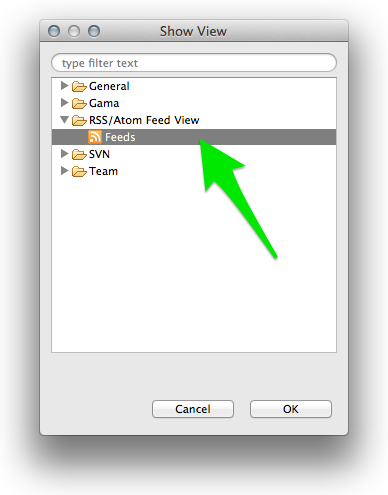 Show View
type filter text
General
Gama
RSS/Atom Feed View
Feeds
SVN
Team
Cancel OK